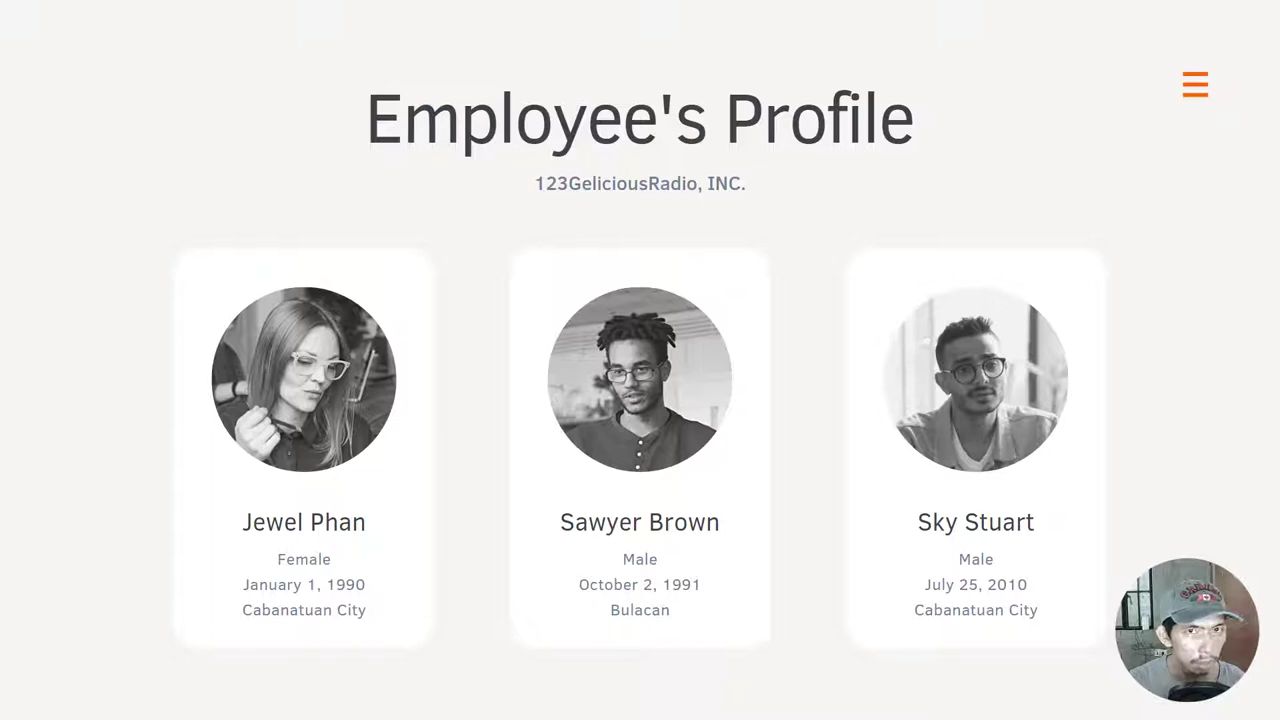 Employee's Profile
123GeliciousRadio, INC.
Jewel Phan
Female
January 1, 1990
Cabanatuan City
Sawyer Brown
Male
October 2, 1991
Bulacan
Sky Stuart
Male
July 25, 2010
Cabanatuan City